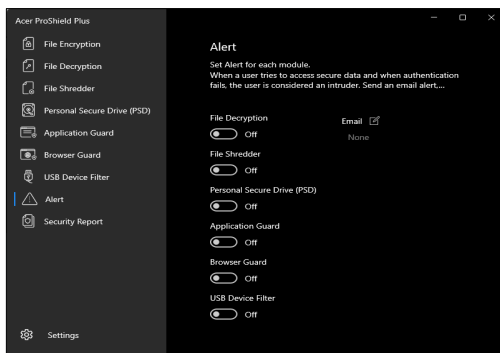 Acer ProShield Plus
File Encryption
File Decryption
File Shredder
Personal Secure Drive (PSD)
Application Guard
Browser Guard
USB Device Filter
Alert
Security Report
Settings
Alert
Set Alert for each module.
When a user tries to access secure data and when authentication
fails, the user is considered an intruder. Send an email alert,...
File Decryption
Off
Email
None
File Shredder
Off
Personal Secure Drive (PSD)
Off
Application Guard
Off
Browser Guard
Off
USB Device Filter
Off